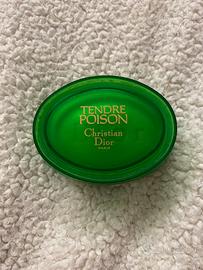 TENDRE
POISON
Christian
Dior
PARIS